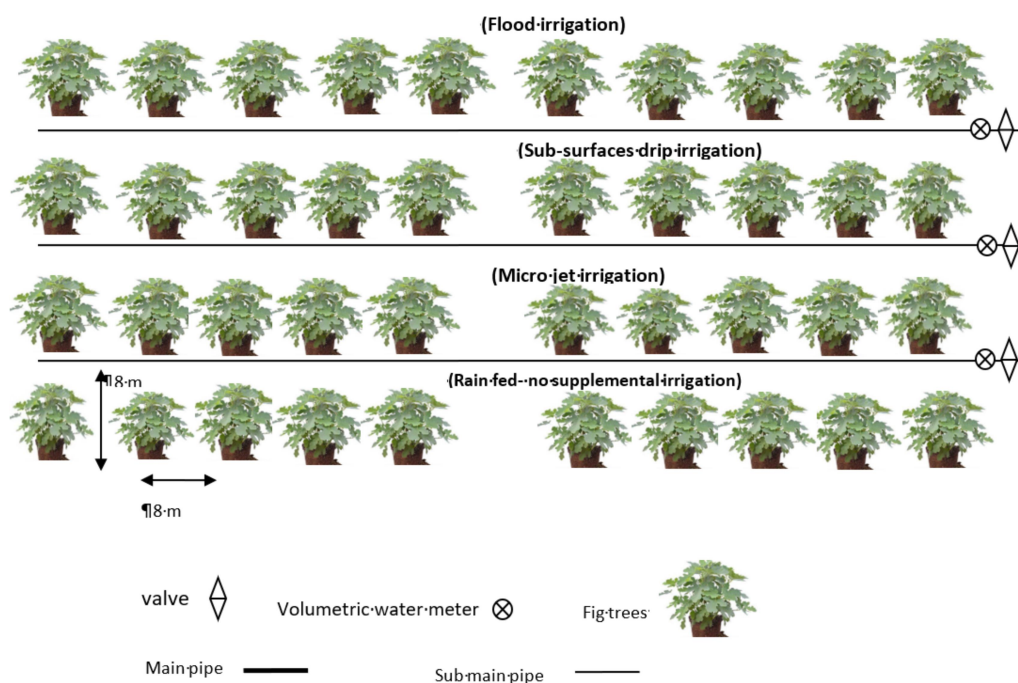 (Flood·irrigation)
(Sub-surfaces·drip·irrigation)
(Micro·jet·irrigation)
(Rain·fed-·no·supplemental·irrigation)
¶8·m
¶8·m
valve
Volumetric·water·meter
Fig·trees·
Main·pipe
Sub·main·pipe